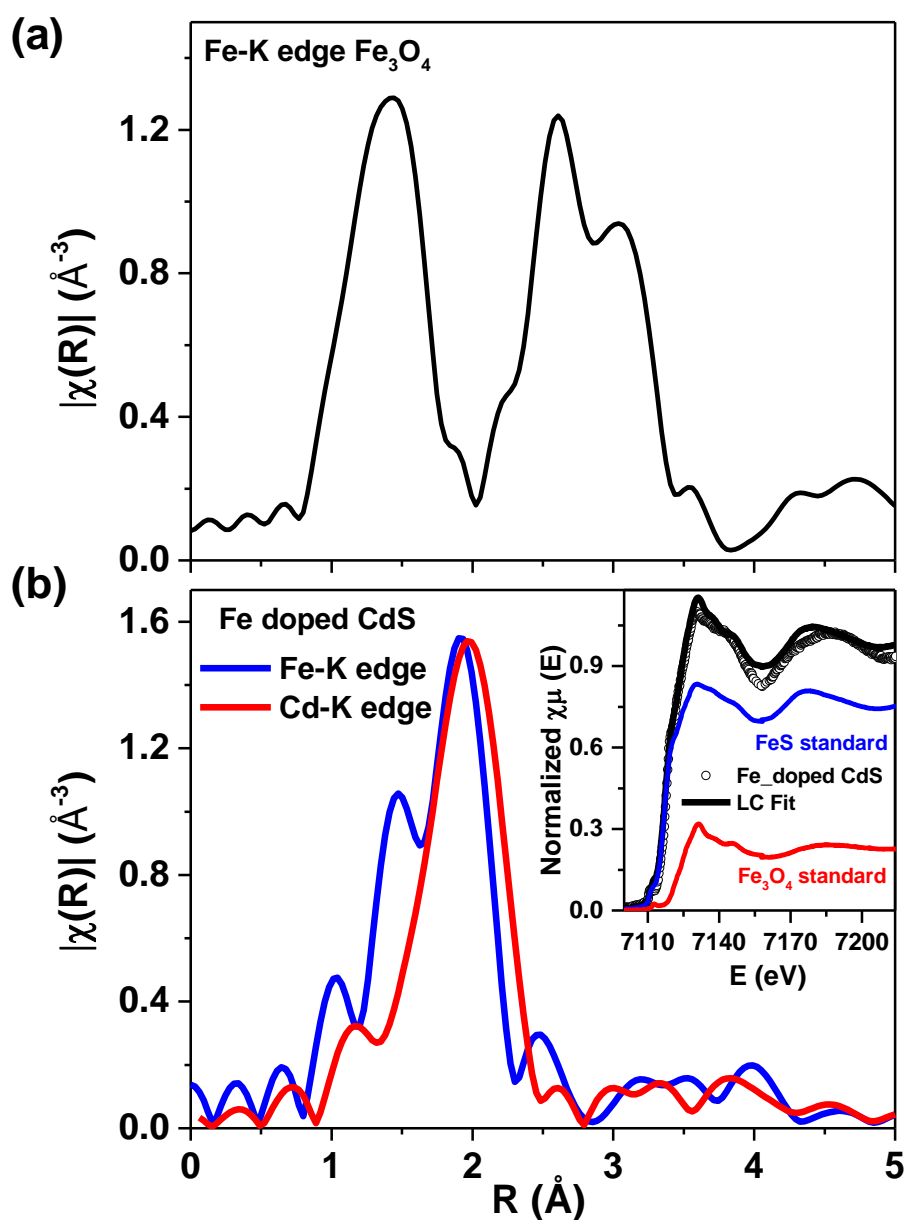 (a)
Fe-K edge Fe₃O₄
1.2
0.8
0.4
0.0
|χ(R)| (Å⁻³)
(b)
Fe doped CdS
Fe-K edge
Cd-K edge
1.6
1.2
0.8
0.4
0.0
|χ(R)| (Å⁻³)
0 1 2 3 4 5
R (Å)
0.9
0.6
0.3
0.0
Normalized χμ (E)
FeS standard
Fe_doped CdS
LC Fit
Fe₃O₄ standard
7110 7140 7170 7200
E (eV)